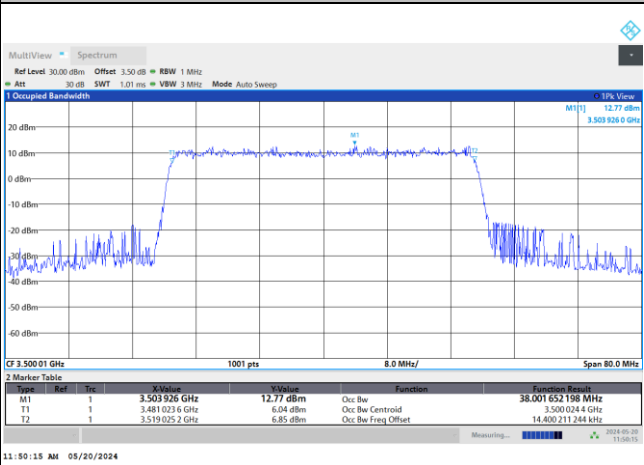 MultiView Spectrum
Ref Level 30.00 dBm Offset 3.50 dB RBW 1 MHz
Att 30 dB SWT 1.01 ms VBW 3 MHz Mode Auto Sweep
1 Occupied Bandwidth 1Pk View
M1[1] 12.77 dBm
3.503 926 0 GHz
20 dBm
M1
T1 T2
10 dBm
0 dBm
-10 dBm
-20 dBm
-30 dBm
-40 dBm
-50 dBm
-60 dBm
CF 3.500 01 GHz 1001 pts 8.0 MHz/ Span 80.0 MHz
2 Marker Table
Type Ref Trc X-Value Y-Value Function Function Result
M1 1 3.503 926 GHz 12.77 dBm Occ Bw 38.001 652 198 MHz
T1 1 3.481 023 6 GHz 6.04 dBm Occ Bw Centroid 3.500 024 4 GHz
T2 1 3.519 025 2 GHz 6.85 dBm Occ Bw Freq Offset 14.400 211 244 kHz
Measuring... 2024-05-20
11:50:15
11:50:15 AM 05/20/2024